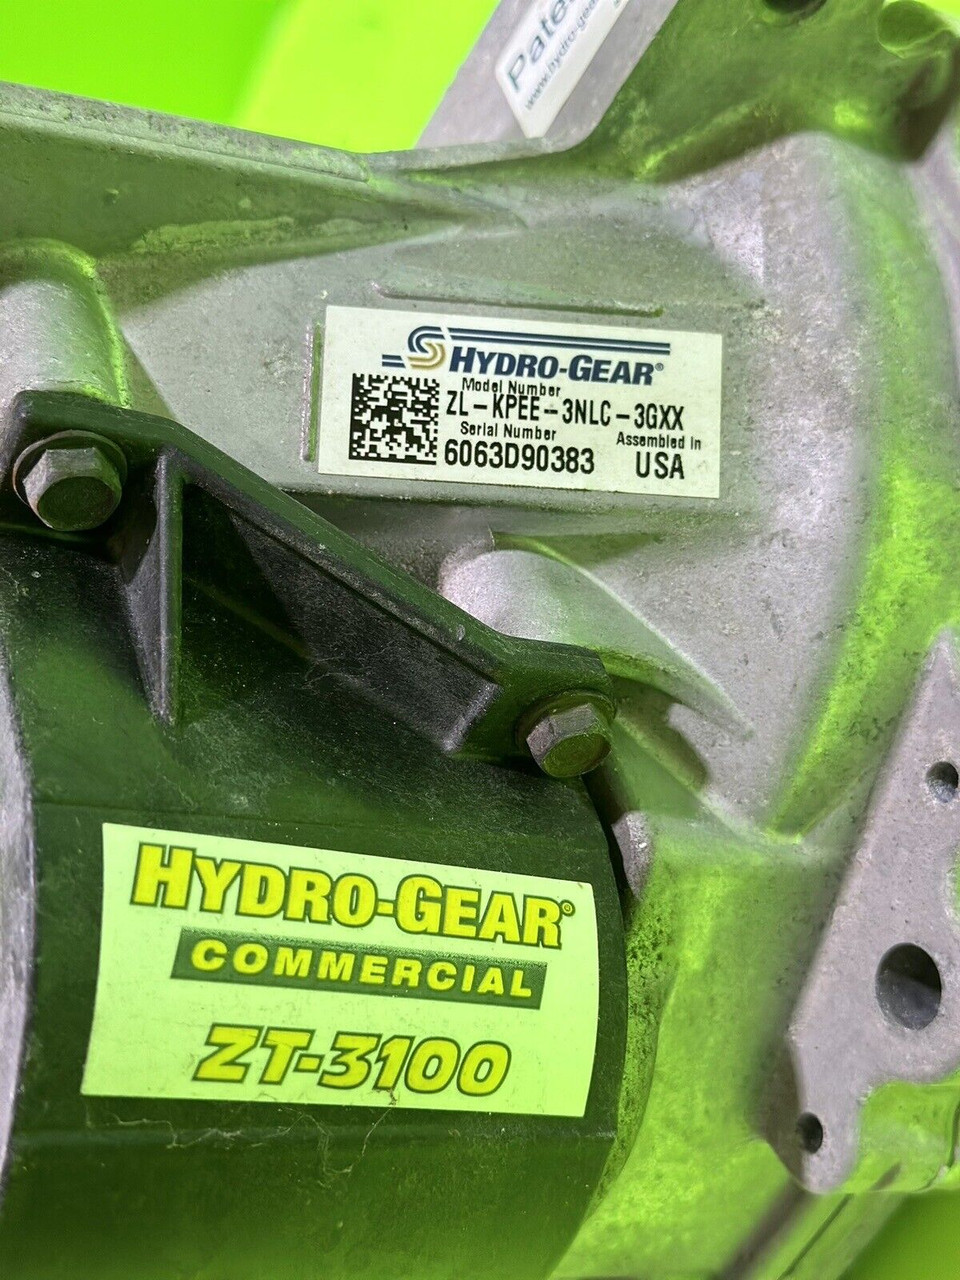 HYDRO-GEAR®
Model Number
ZL-KPEE-3NLC-3GXX
Serial Number
6063D90383
Assembled in
USA
HYDRO-GEAR®
COMMERCIAL
ZT-3100